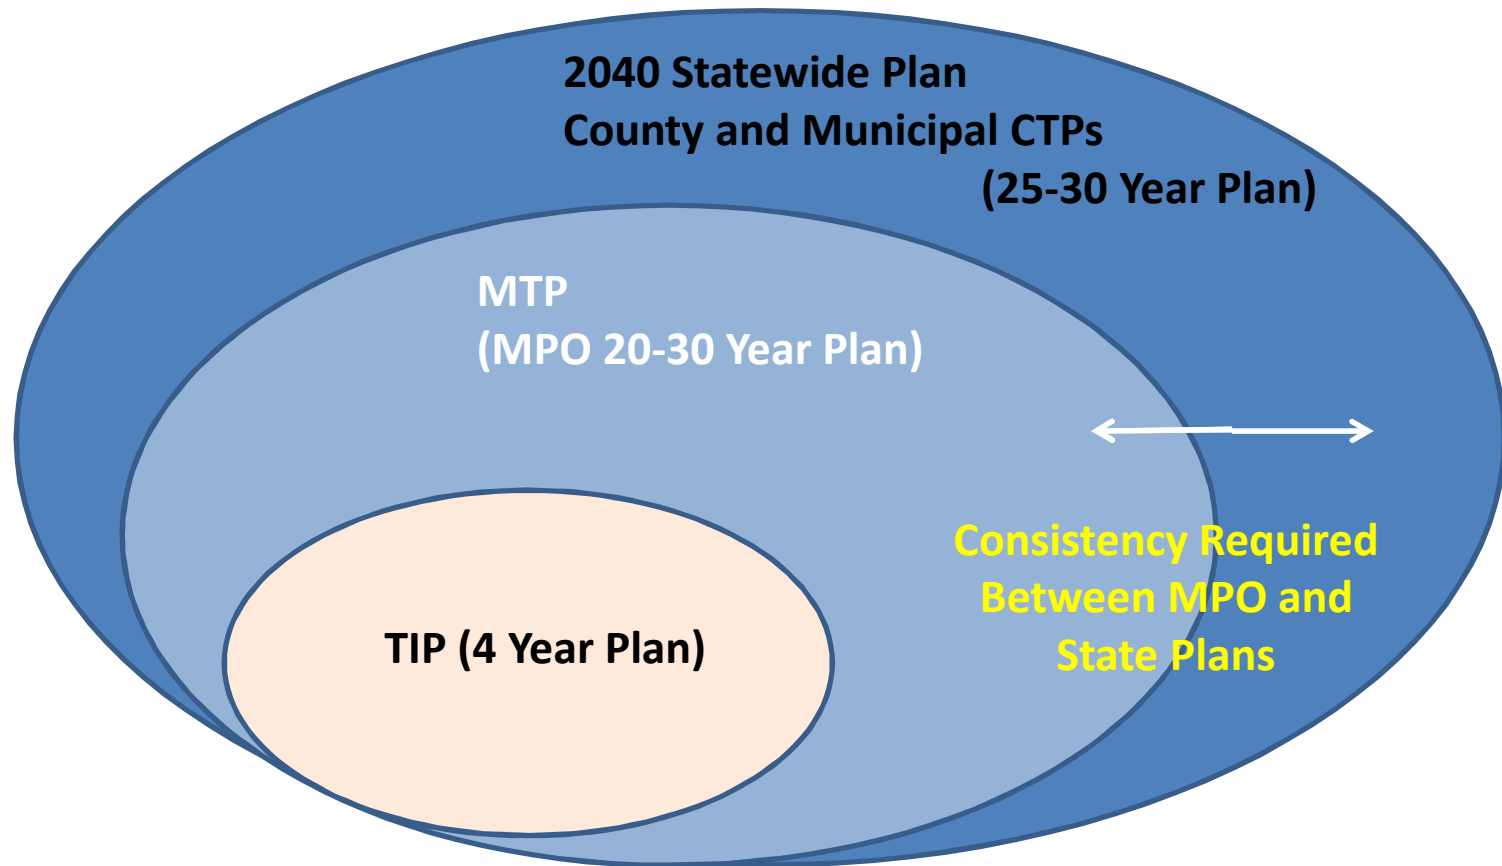 2040 Statewide Plan
County and Municipal CTPs
(25-30 Year Plan)
MTP
(MPO 20-30 Year Plan)
Consistency Required
Between MPO and
State Plans
TIP (4 Year Plan)